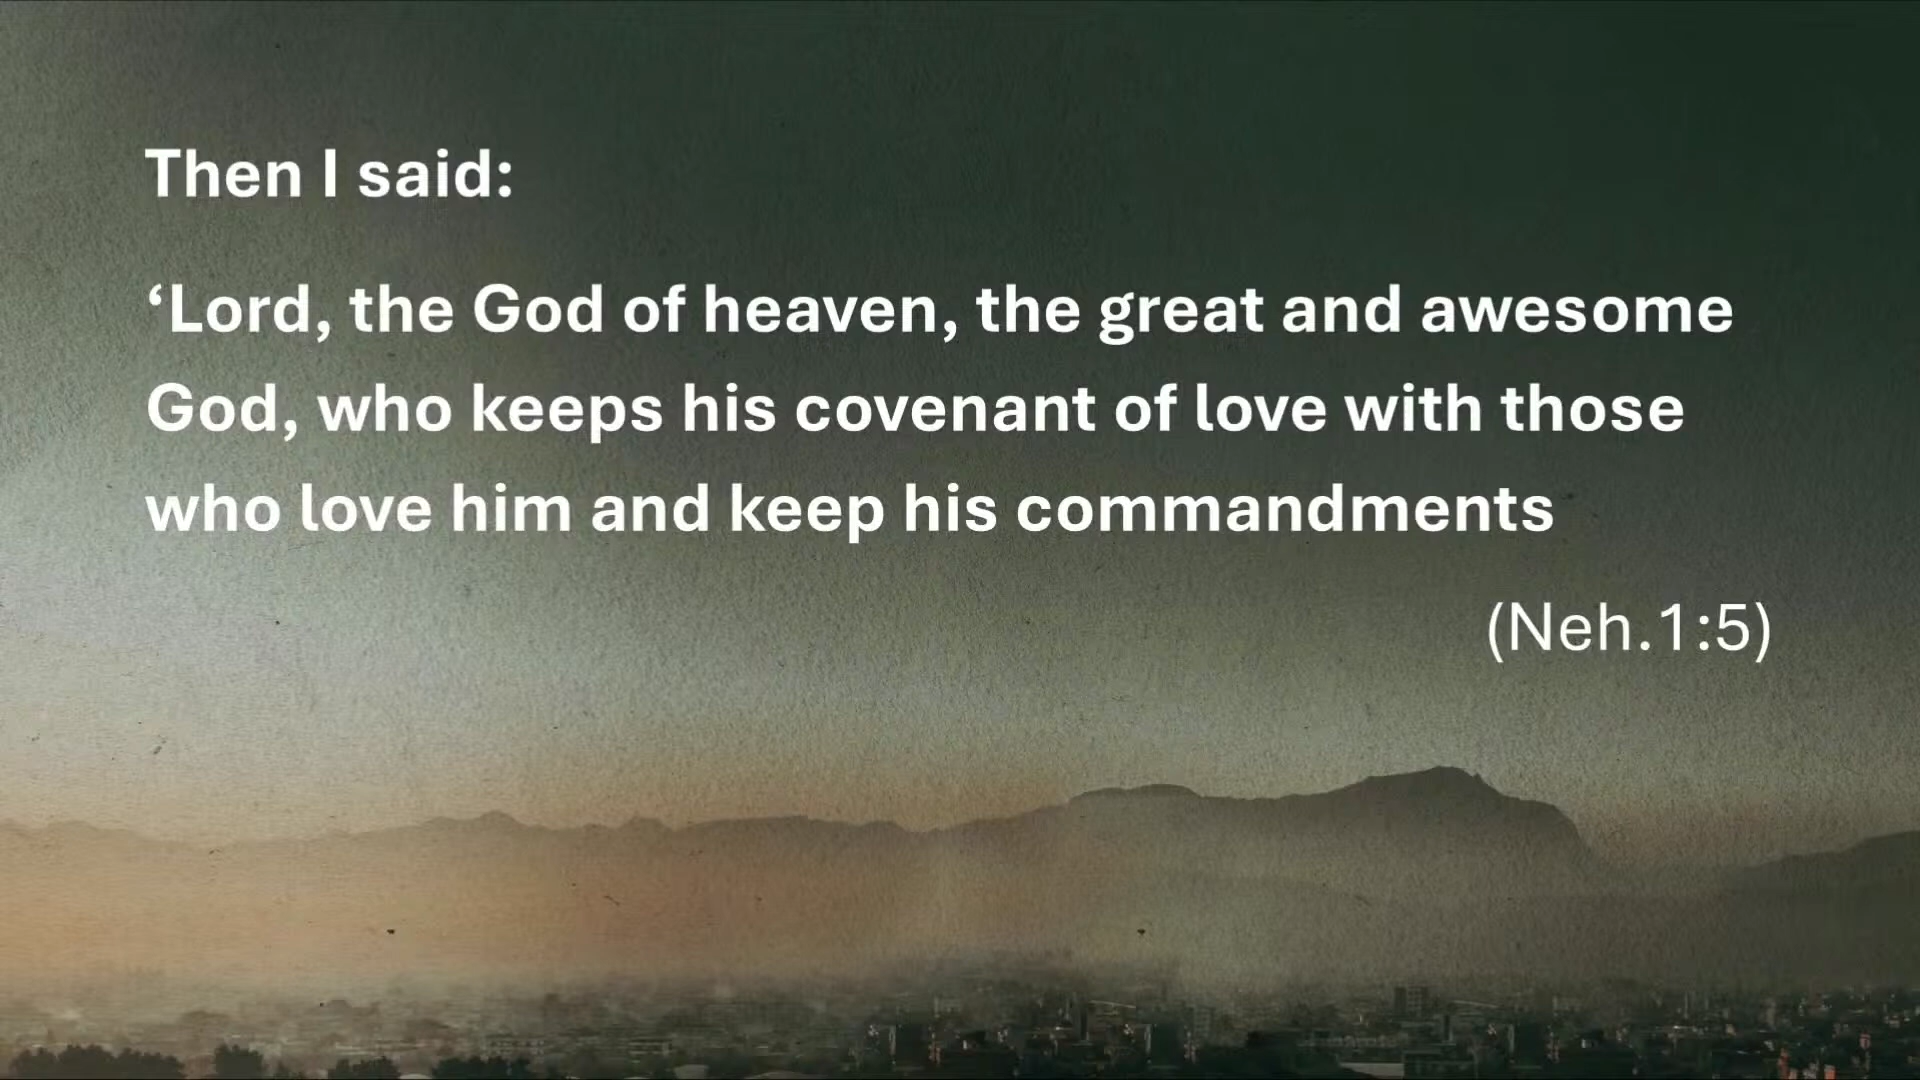 Then I said:
‘Lord, the God of heaven, the great and awesome
God, who keeps his covenant of love with those
who love him and keep his commandments
(Neh.1:5)